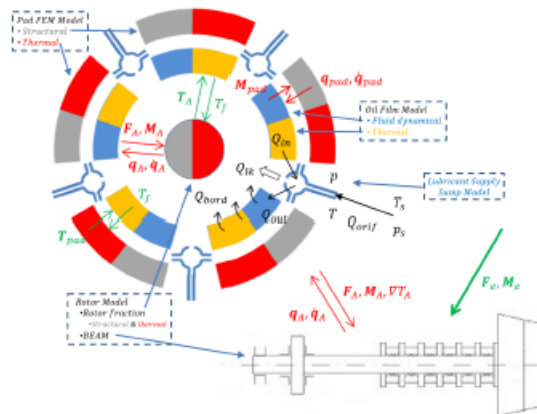 Pad FEM Model
•Structural
•Thermal
M_pad
q_pad, q̇_pad
T_A
T_f
Oil Film Model
• Fluid dynamical
• Thermal
F_A, M_A
q_A, q̇_A
Q_in
Q_lk
p
Lubricant Supply
Sump Model
T_f
Q_bord
T_pad
Q_out
T
Q_orif
T_s
p_s
Rotor Model
•Rotor fraction
•Structural & thermal
•BEAM
F_A, M_A, ∇T_A
q_A, q̇_A
F_e, M_e